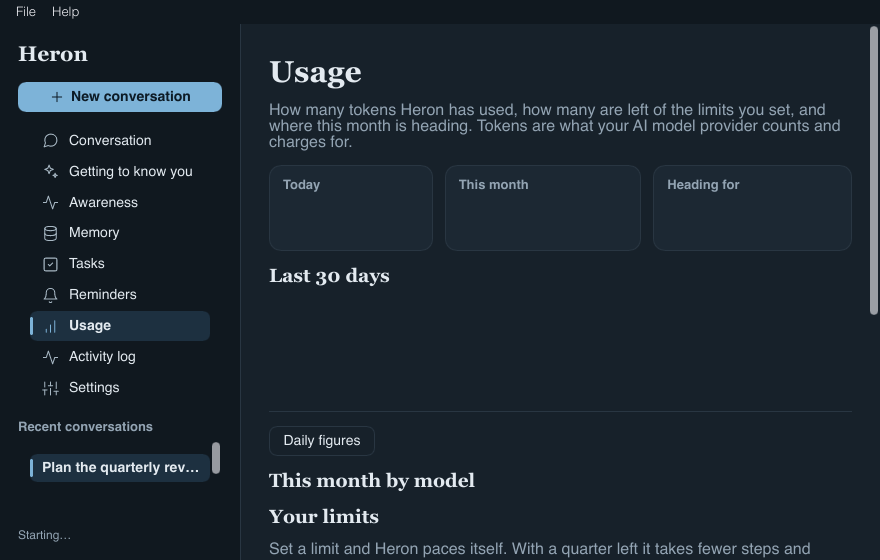 File Help
Heron
New conversation
Conversation
Getting to know you
Awareness
Memory
Tasks
Reminders
Usage
Activity log
Settings
Recent conversations
Plan the quarterly rev…
Starting…
Usage
How many tokens Heron has used, how many are left of the limits you set, and
where this month is heading. Tokens are what your AI model provider counts and
charges for.
Today
This month
Heading for
Last 30 days
Daily figures
This month by model
Your limits
Set a limit and Heron paces itself. With a quarter left it takes fewer steps and